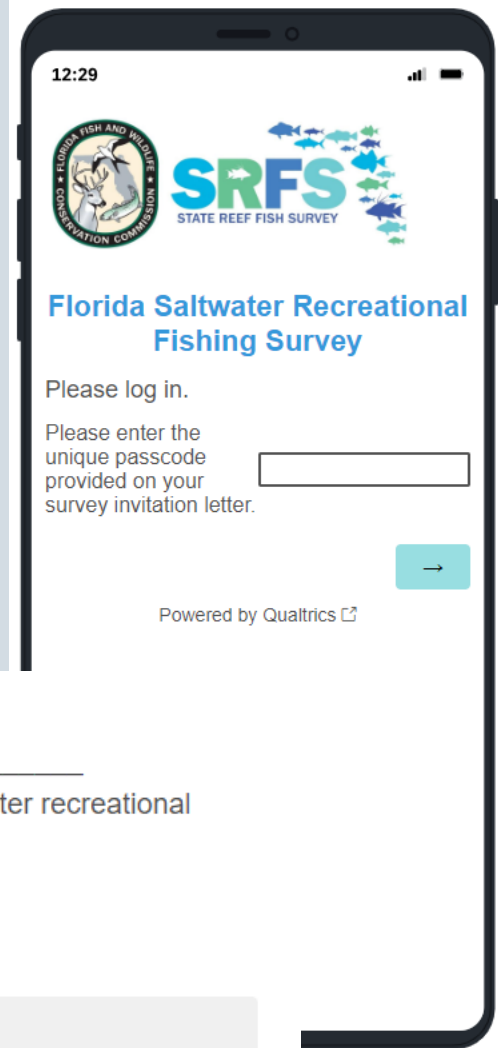 12:29
FLORIDA FISH AND WILDLIFE
CONSERVATION COMMISSION
SRFS
STATE REEF FISH SURVEY
Florida Saltwater Recreational
Fishing Survey
Please log in.
Please enter the
unique passcode
provided on your
survey invitation letter.
→
Powered by Qualtrics
ter recreational